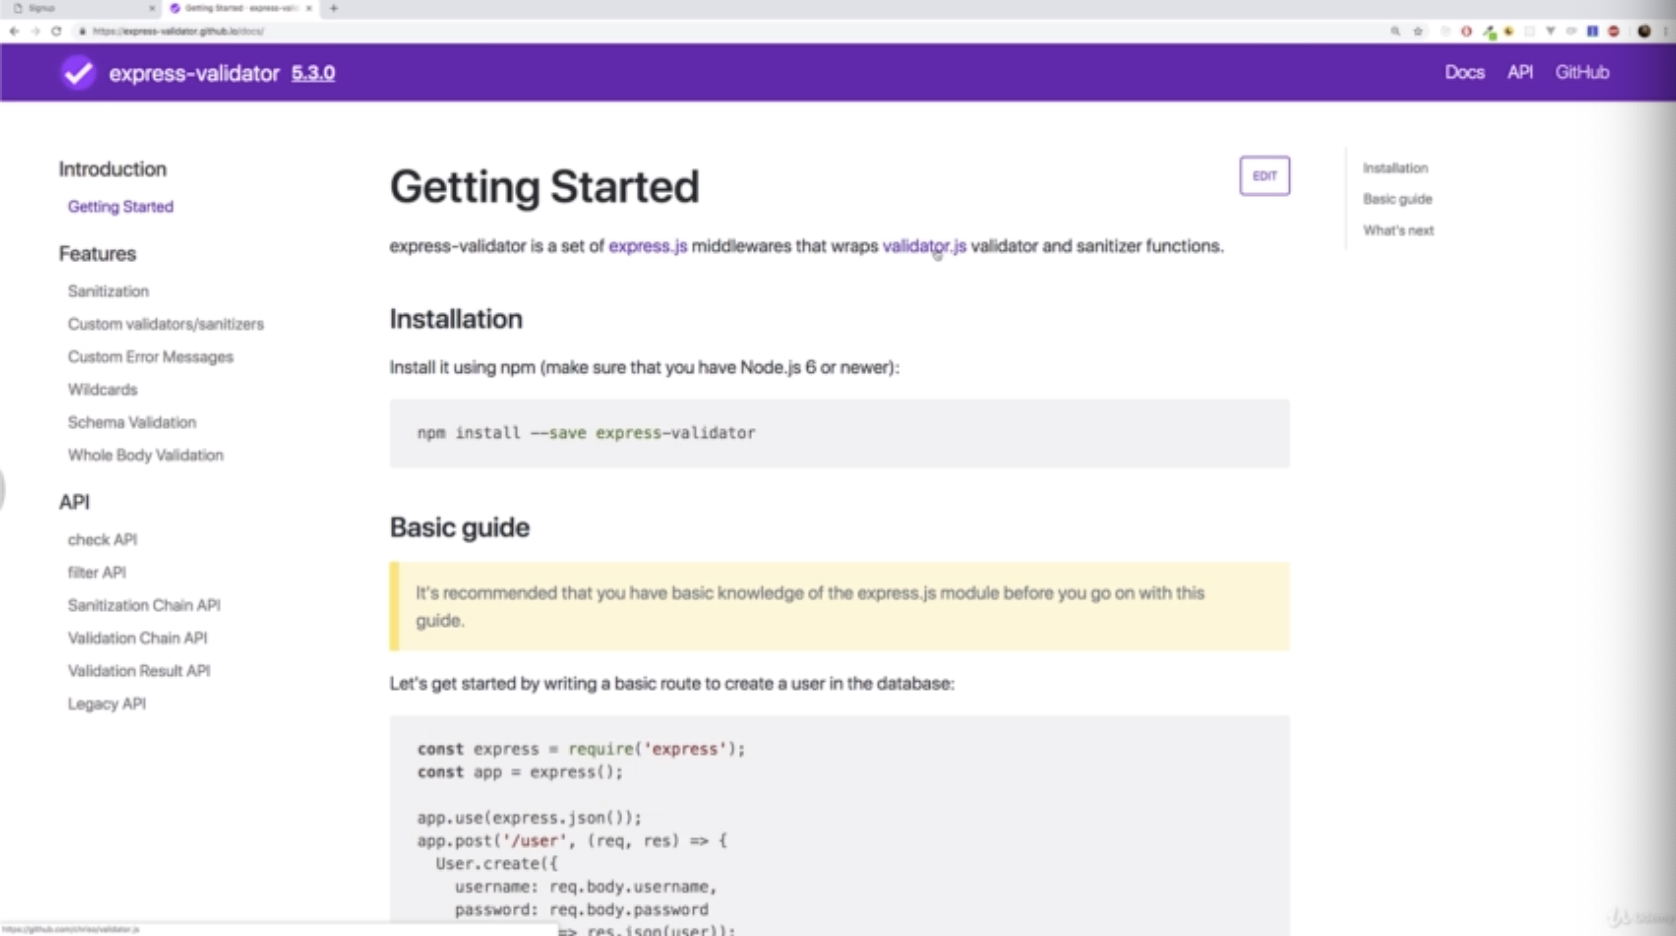 Signup
Getting Started · express-vali
https://express-validator.github.io/docs/
express-validator 5.3.0
Docs API GitHub
Introduction
Getting Started
Features
Sanitization
Custom validators/sanitizers
Custom Error Messages
Wildcards
Schema Validation
Whole Body Validation
API
check API
filter API
Sanitization Chain API
Validation Chain API
Validation Result API
Legacy API
Getting Started
EDIT
express-validator is a set of express.js middlewares that wraps validator.js validator and sanitizer functions.
Installation
Install it using npm (make sure that you have Node.js 6 or newer):
npm install --save express-validator
Basic guide
It's recommended that you have basic knowledge of the express.js module before you go on with this
guide.
Let's get started by writing a basic route to create a user in the database:
const express = require('express');
const app = express();
app.use(express.json());
app.post('/user', (req, res) => {
User.create({
username: req.body.username,
password: req.body.password
=> res.json(user));
Installation
Basic guide
What's next
https://github.com/chriso/validator.js
Udemy